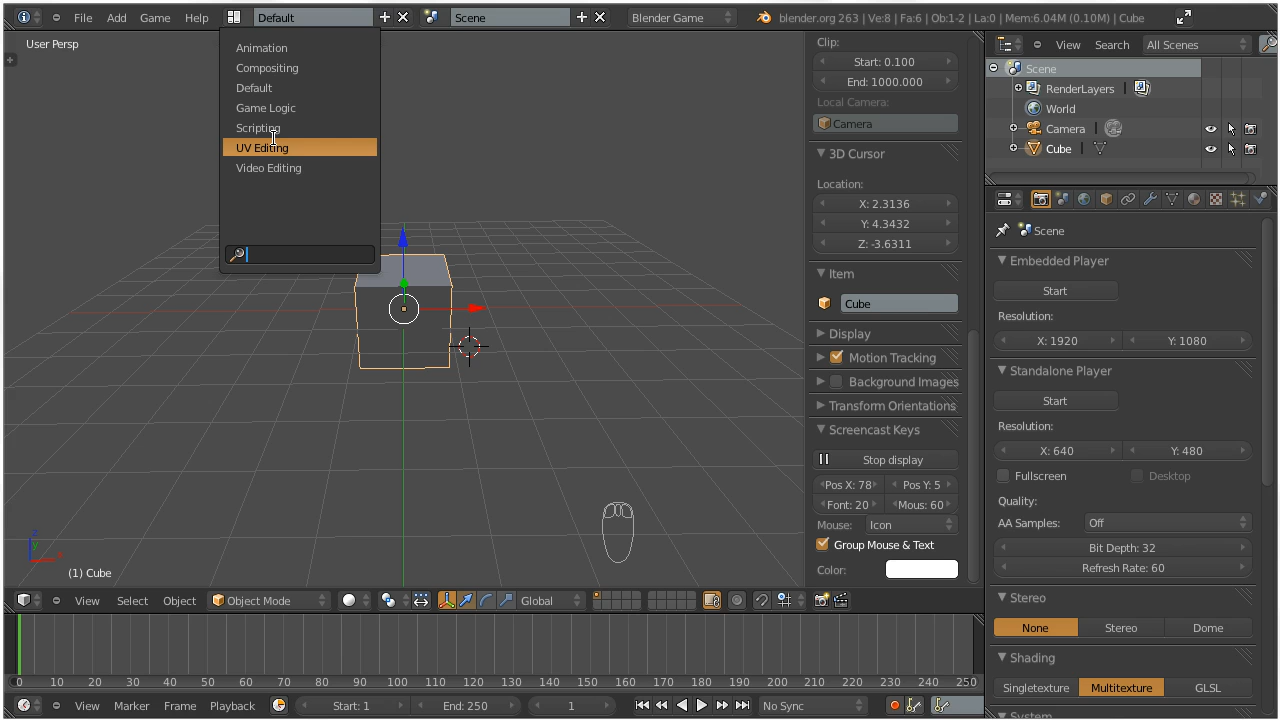 File Add Game Help Default Scene Blender Game blender.org 263 | Ve:8 | Fa:6 | Ob:1-2 | La:0 | Mem:6.04M (0.10M) | Cube
User Persp
Animation
Compositing
Default
Game Logic
Scripting
UV Editing
Video Editing
(1) Cube
View Select Object Object Mode Global
Clip:
Start: 0.100
End: 1000.000
Local Camera:
Camera
3D Cursor
Location:
X: 2.3136
Y: 4.3432
Z: -3.6311
Item
Cube
Display
Motion Tracking
Background Images
Transform Orientations
Screencast Keys
Stop display
Pos X: 78 Pos Y: 5
Font: 20 Mous: 60
Mouse: Icon
Group Mouse & Text
Color:
View Search All Scenes
Scene
RenderLayers
World
Camera
Cube
Scene
Embedded Player
Start
Resolution:
X: 1920 Y: 1080
Standalone Player
Start
Resolution:
X: 640 Y: 480
Fullscreen Desktop
Quality:
AA Samples: Off
Bit Depth: 32
Refresh Rate: 60
Stereo
None Stereo Dome
Shading
Singletexture Multitexture GLSL
System
0 10 20 30 40 50 60 70 80 90 100 110 120 130 140 150 160 170 180 190 200 210 220 230 240 250
View Marker Frame Playback Start: 1 End: 250 1 No Sync